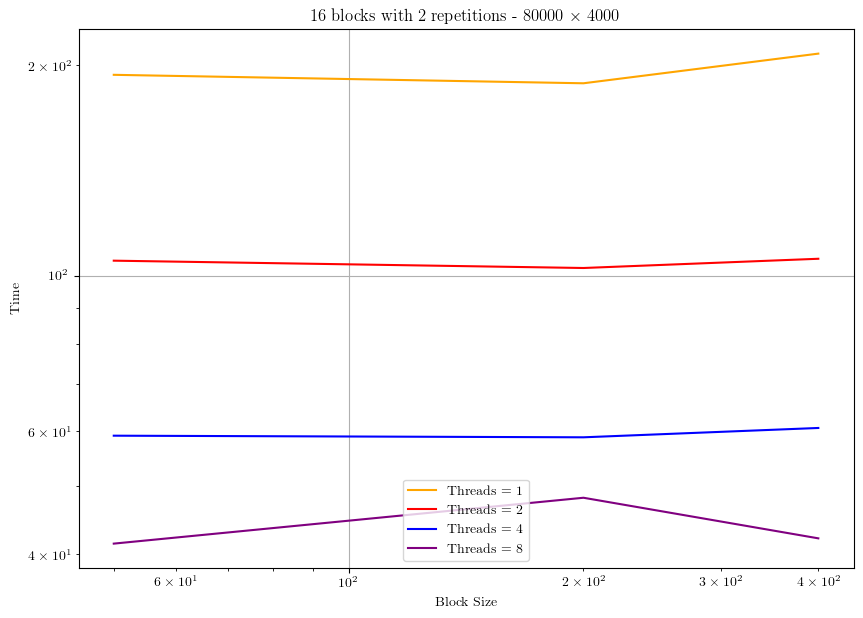 16 blocks with 2 repetitions - 80000 × 4000
2 × 10²
10²
6 × 10¹
4 × 10¹
Time
Threads = 1
Threads = 2
Threads = 4
Threads = 8
6 × 10¹
10²
2 × 10²
3 × 10²
4 × 10²
Block Size